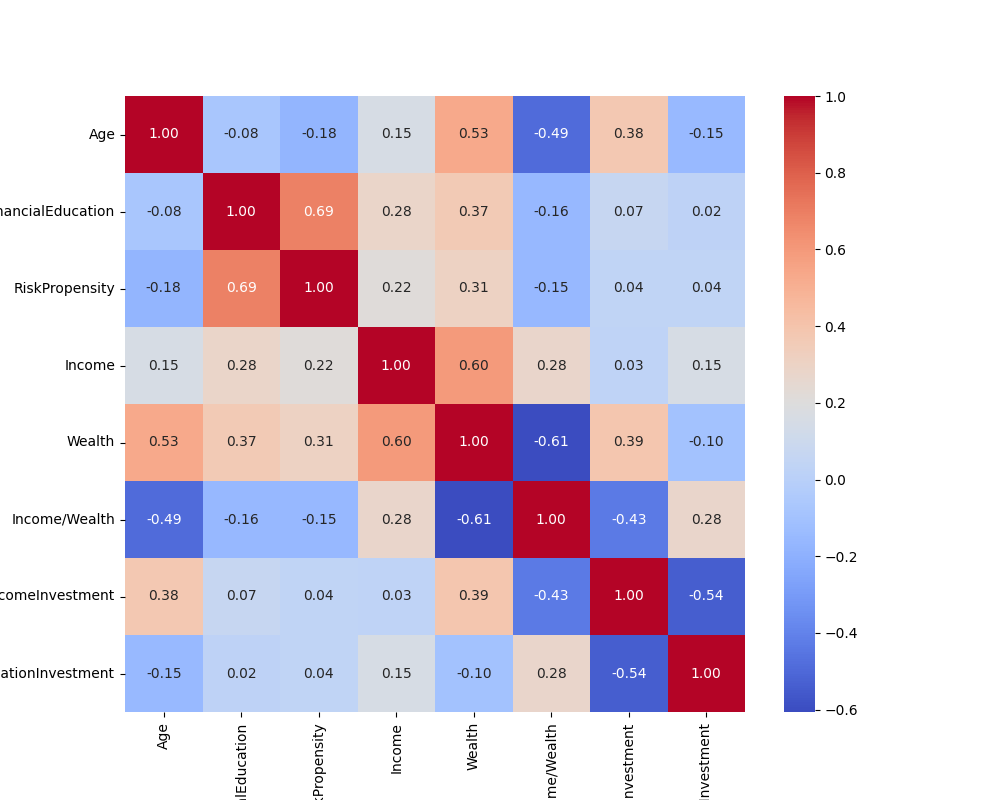 Age 1.00 -0.08 -0.18 0.15 0.53 -0.49 0.38 -0.15
nancialEducation -0.08 1.00 0.69 0.28 0.37 -0.16 0.07 0.02
RiskPropensity -0.18 0.69 1.00 0.22 0.31 -0.15 0.04 0.04
Income 0.15 0.28 0.22 1.00 0.60 0.28 0.03 0.15
Wealth 0.53 0.37 0.31 0.60 1.00 -0.61 0.39 -0.10
Income/Wealth -0.49 -0.16 -0.15 0.28 -0.61 1.00 -0.43 0.28
comeInvestment 0.38 0.07 0.04 0.03 0.39 -0.43 1.00 -0.54
ationInvestment -0.15 0.02 0.04 0.15 -0.10 0.28 -0.54 1.00
Age
alEducation
kPropensity
Income
Wealth
me/Wealth
nvestment
Investment
1.0
0.8
0.6
0.4
0.2
0.0
−0.2
−0.4
−0.6